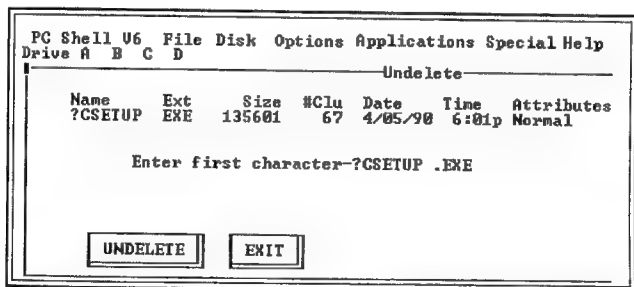 PC Shell V6 File Disk Options Applications Special Help
Drive A B C D
Undelete
Name Ext Size #Clu Date Time Attributes
?CSETUP EXE 135601 67 4/05/90 6:01p Normal
Enter first character-?CSETUP .EXE
UNDELETE EXIT